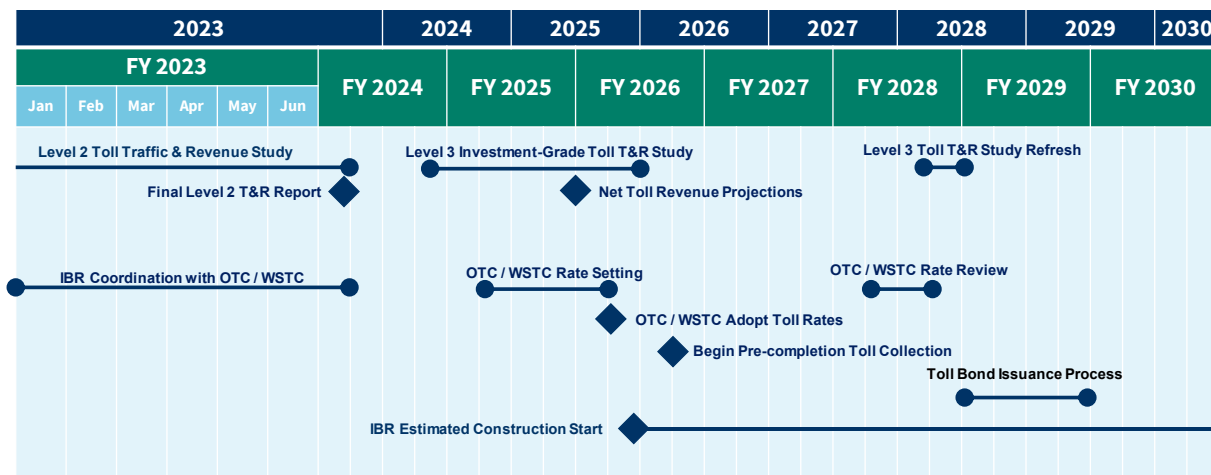 2023 2024 2025 2026 2027 2028 2029 2030
FY 2023 FY 2024 FY 2025 FY 2026 FY 2027 FY 2028 FY 2029 FY 2030
Jan Feb Mar Apr May Jun
Level 2 Toll Traffic & Revenue Study Level 3 Investment-Grade Toll T&R Study Level 3 Toll T&R Study Refresh
Final Level 2 T&R Report Net Toll Revenue Projections
IBR Coordination with OTC / WSTC OTC / WSTC Rate Setting OTC / WSTC Rate Review
OTC / WSTC Adopt Toll Rates
Begin Pre-completion Toll Collection
Toll Bond Issuance Process
IBR Estimated Construction Start